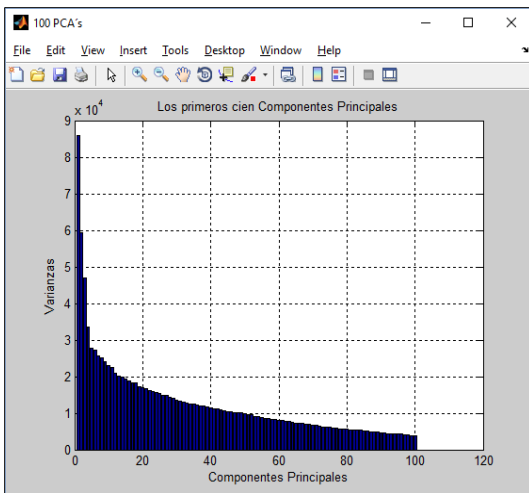 100 PCA´s
File Edit View Insert Tools Desktop Window Help
Los primeros cien Componentes Principales
x 10^4
9
8
7
6
5
4
3
2
1
0
Varianzas
0 20 40 60 80 100 120
Componentes Principales